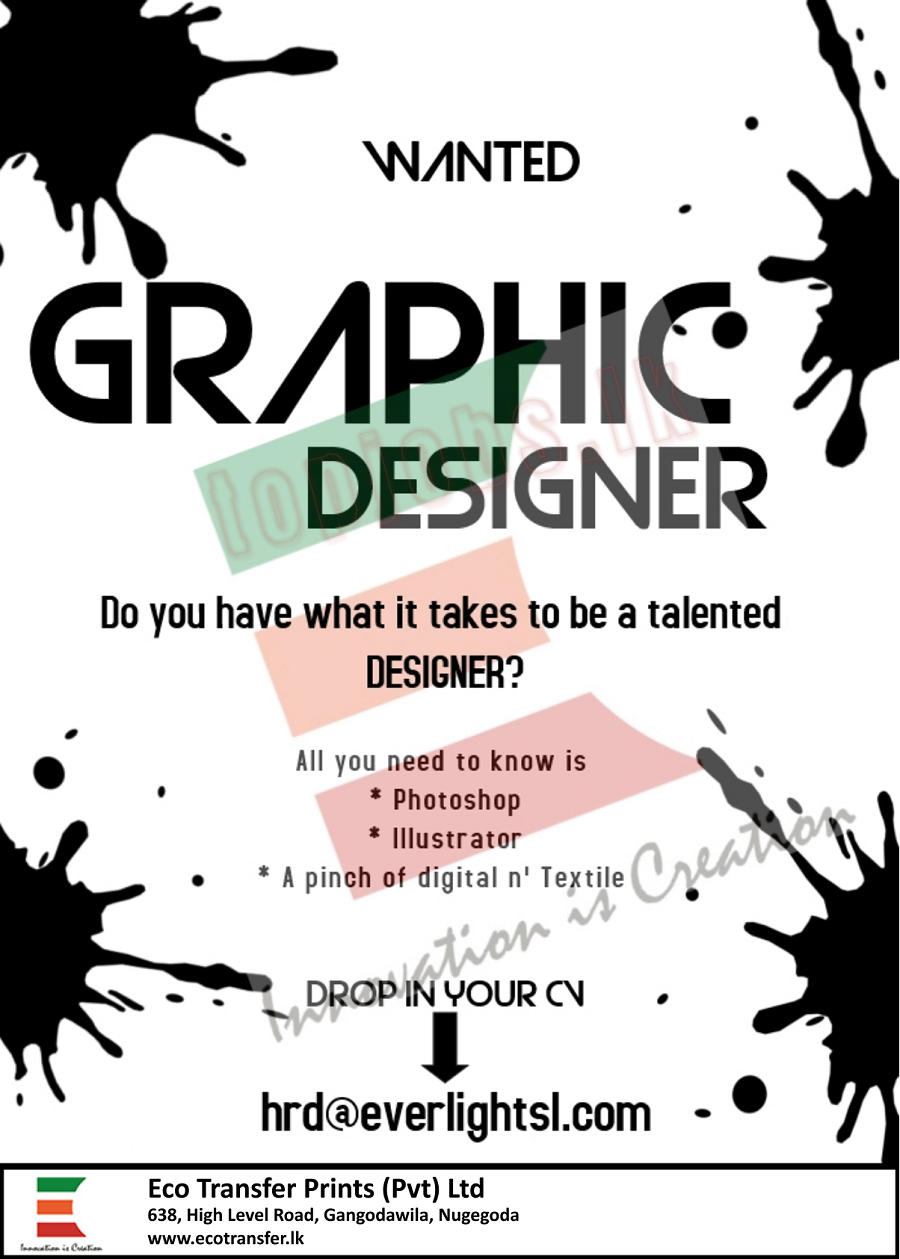 WANTED
GRAPHIC
DESIGNER
topjobs.lk
Do you have what it takes to be a talented
DESIGNER?
All you need to know is
* Photoshop
* Illustrator
* A pinch of digital n' Textile
Innovation is Creation
DROP IN YOUR CV
hrd@everlightsl.com
Eco Transfer Prints (Pvt) Ltd
638, High Level Road, Gangodawila, Nugegoda
www.ecotransfer.lk
Innovation is Creation